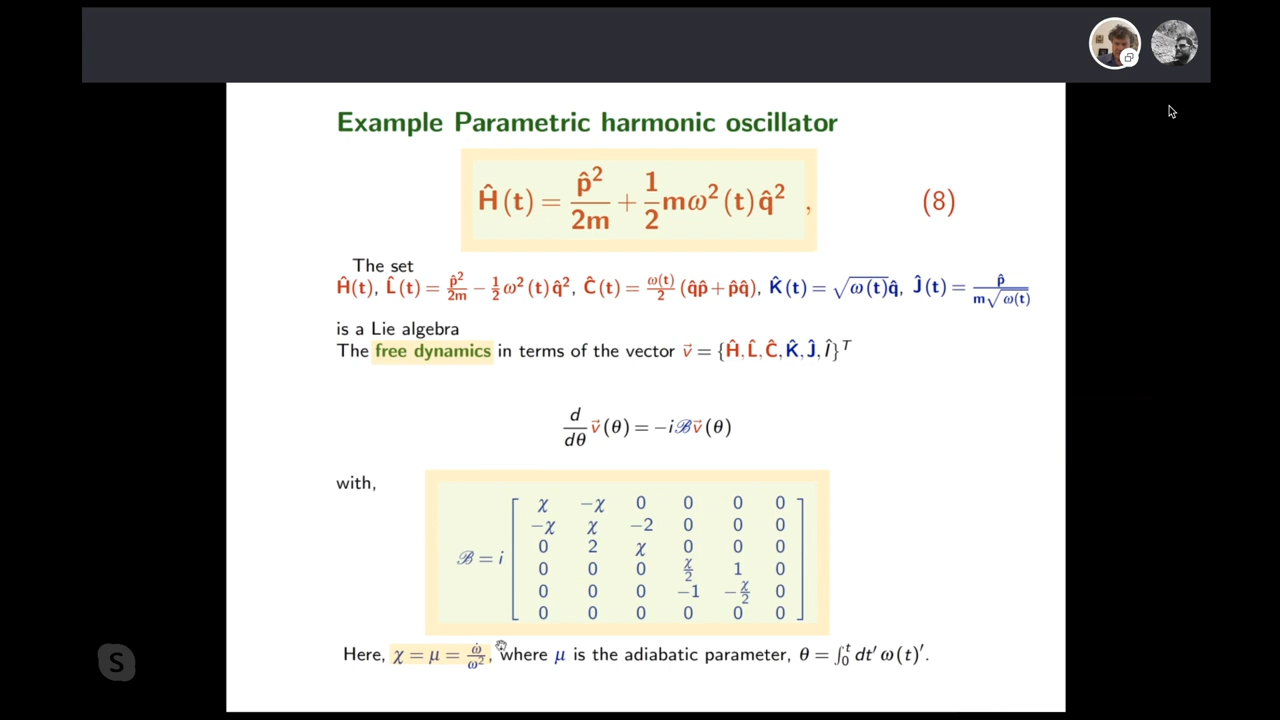 Example Parametric harmonic oscillator
Ĥ(t) = p̂²/2m + 1/2 mω²(t)q̂² , (8)
The set
Ĥ(t), L̂(t) = p̂²/2m − 1/2 ω²(t)q̂², Ĉ(t) = ω(t)/2 (q̂p̂ + p̂q̂), K̂(t) = √ω(t) q̂, Ĵ(t) = p̂/m√ω(t)
is a Lie algebra
The free dynamics in terms of the vector v⃗ = {Ĥ, L̂, Ĉ, K̂, Ĵ, Î}ᵀ
d/dθ v⃗(θ) = −iℬv⃗(θ)
with,
ℬ = i
χ −χ 0 0 0 0
−χ χ −2 0 0 0
0 2 χ 0 0 0
0 0 0 χ/2 1 0
0 0 0 −1 −χ/2 0
0 0 0 0 0 0
Here, χ = μ = ω̇/ω², where μ is the adiabatic parameter, θ = ∫₀ᵗ dt′ω(t)′.
S